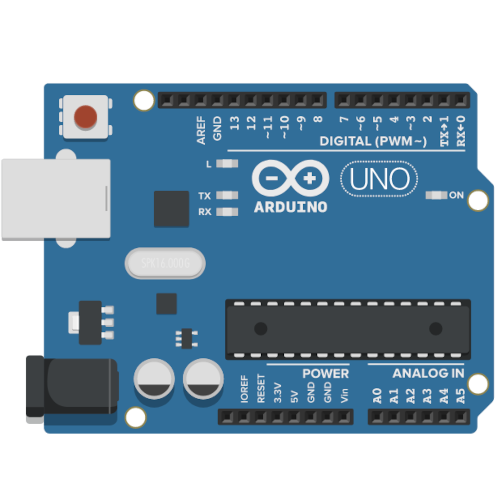 AREF
GND
13
12
~11
~10
~9
8
7
~6
~5
4
~3
2
TX→1
RX←0
DIGITAL (PWM~)
L
TX
RX
ARDUINO
UNO
ON
POWER
ANALOG IN
IOREF
RESET
3.3V
5V
GND
GND
Vin
A0
A1
A2
A3
A4
A5